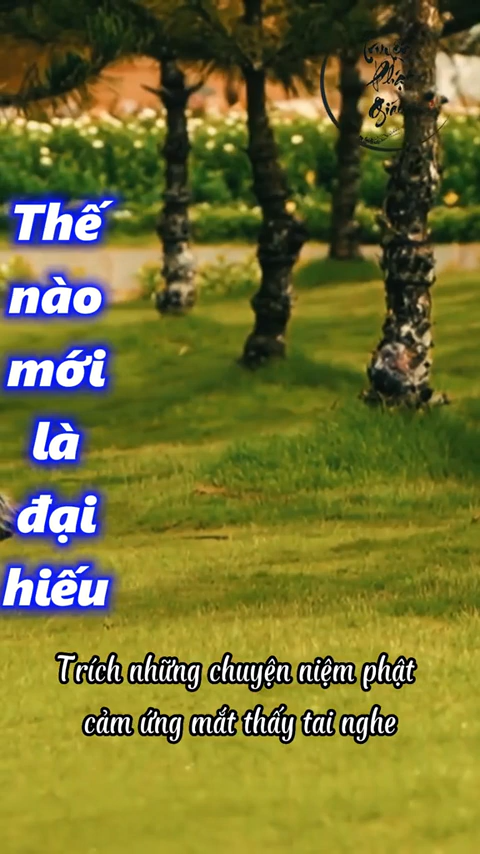 Thế
nào
mới
là
đại
hiếu
Trích những chuyện niệm phật
cảm ứng mắt thấy tai nghe